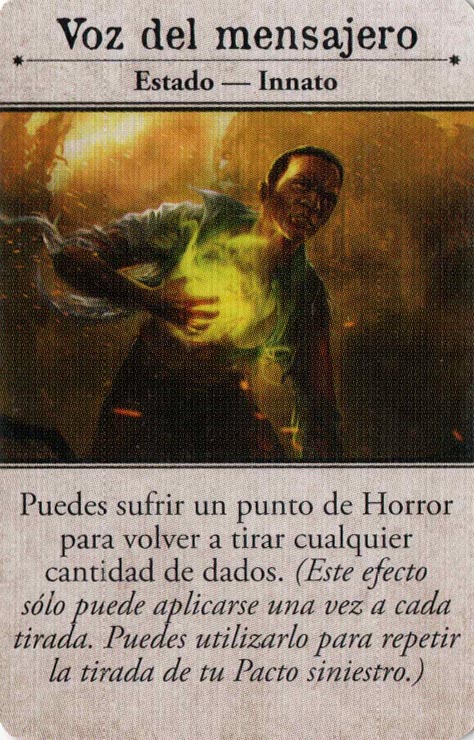 Voz del mensajero
Estado — Innato
Puedes sufrir un punto de Horror
para volver a tirar cualquier
cantidad de dados. (Este efecto
sólo puede aplicarse una vez a cada
tirada. Puedes utilizarlo para repetir
la tirada de tu Pacto siniestro.)